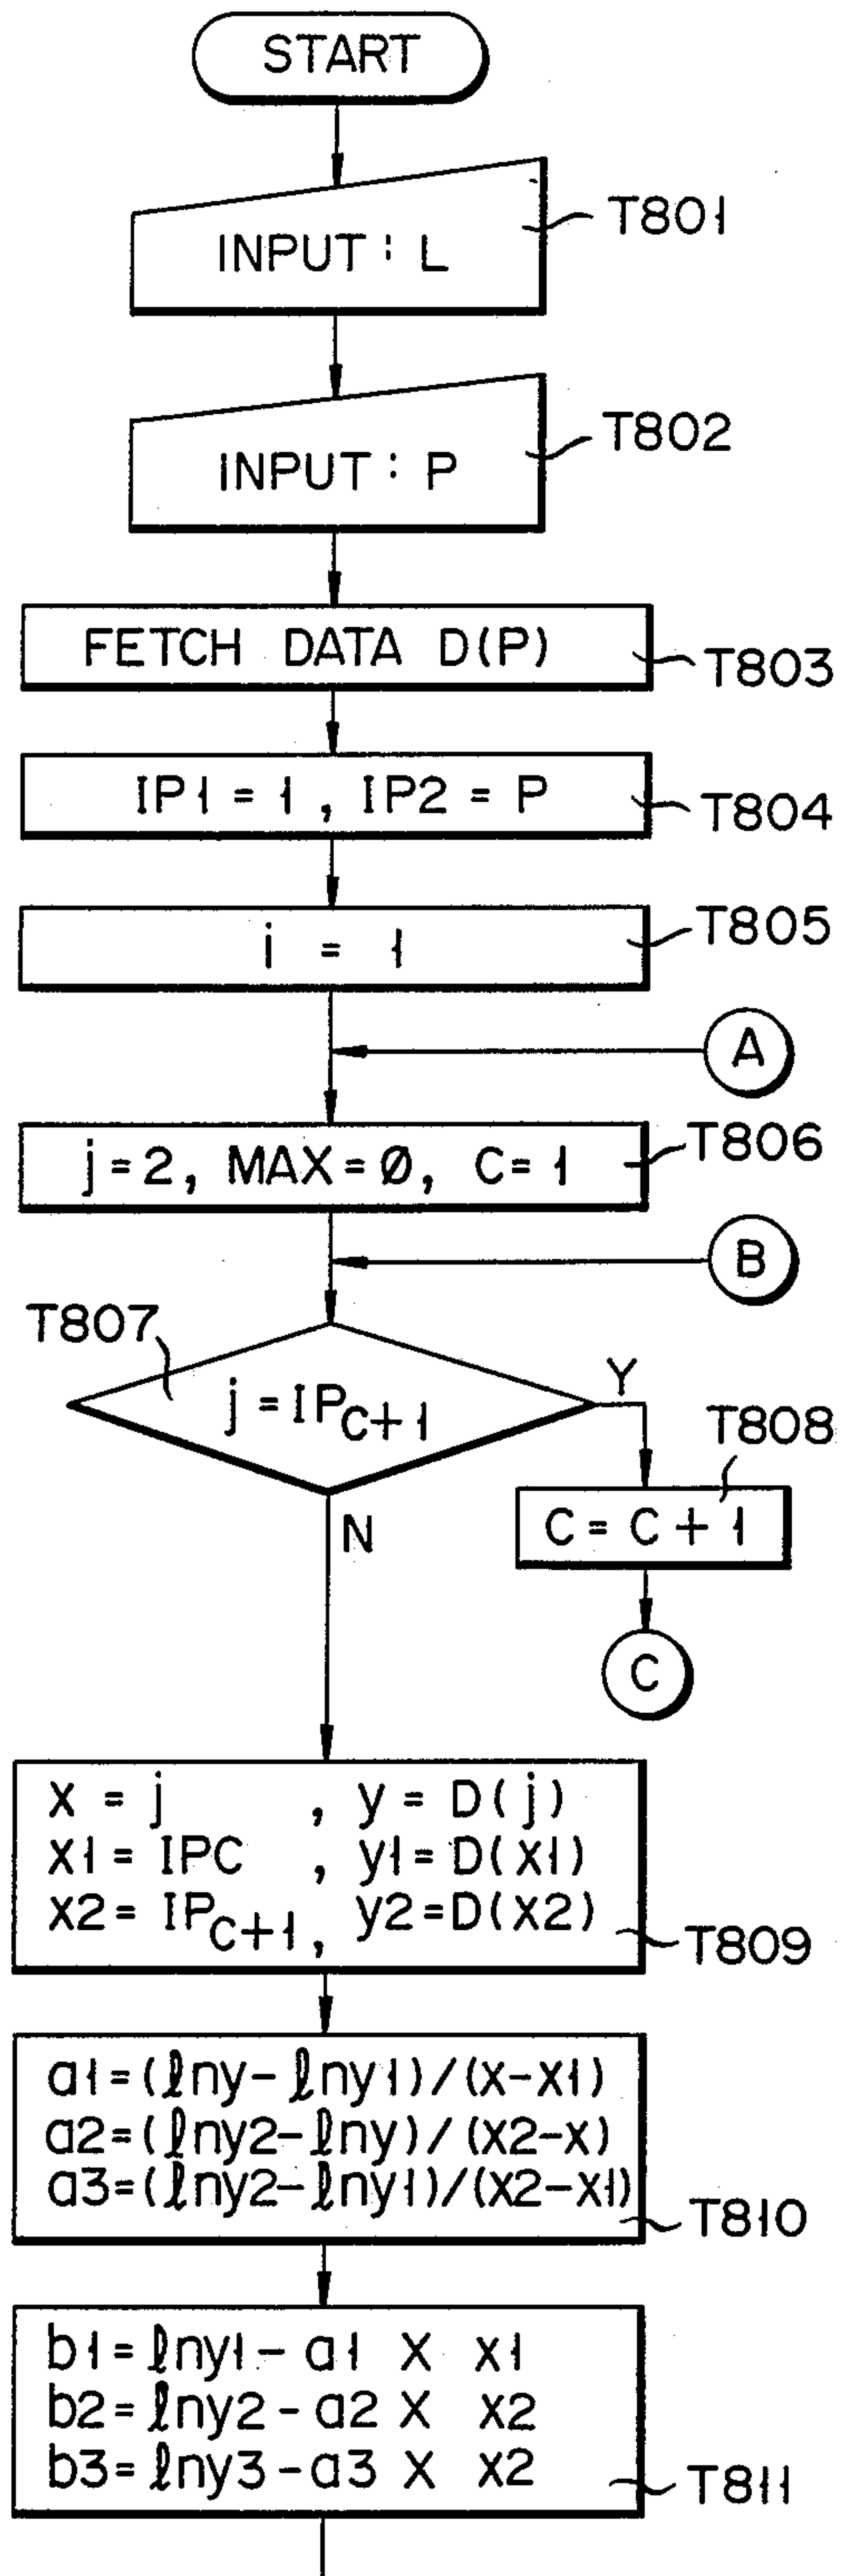 START
INPUT : L
T801
INPUT : P
T802
FETCH DATA D(P)
T803
IP1 = 1 , IP2 = P
T804
i = 1
T805
A
j=2, MAX=Ø, C=1
T806
B
T807
j = IPC+1
Y
N
T808
C = C + 1
C
x = j , y = D(j)
x1 = IPC , y1 = D(x1)
x2 = IPC+1, y2 = D(x2)
T809
a1=(ℓny-ℓny1)/(x-x1)
a2=(ℓny2-ℓny)/(x2-x)
a3=(ℓny2-ℓny1)/(x2-x1)
T810
b1=ℓny1-a1 X x1
b2=ℓny2-a2 X x2
b3=ℓny3-a3 X x2
T811